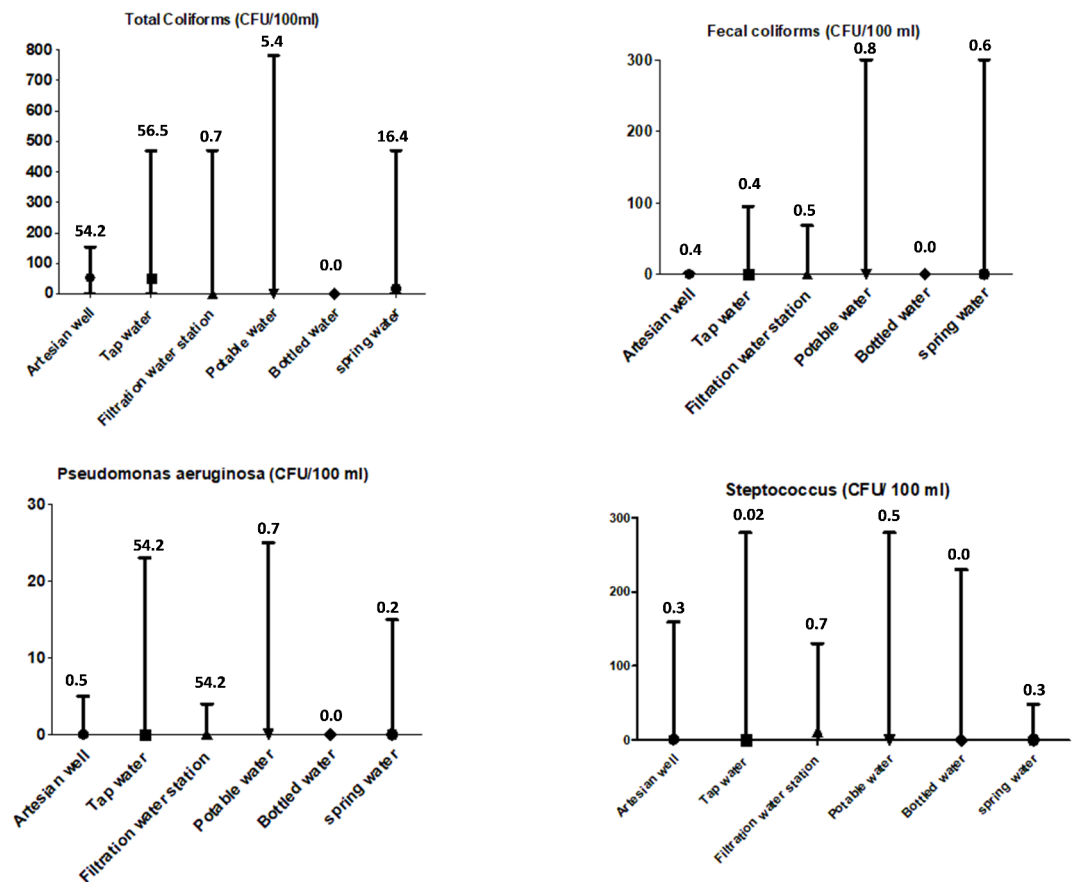 Total Coliforms (CFU/100ml)
800
700
600
500
400
300
200
100
0
54.2
56.5
0.7
5.4
0.0
16.4
Artesian well
Tap water
Filtration water station
Potable water
Bottled water
spring water
Fecal coliforms (CFU/100 ml)
300
200
100
0
0.4
0.4
0.5
0.8
0.0
0.6
Artesian well
Tap water
Filtration water station
Potable water
Bottled water
spring water
Pseudomonas aeruginosa (CFU/100 ml)
30
20
10
0
0.5
54.2
54.2
0.7
0.0
0.2
Artesian well
Tap water
Filtration water station
Potable water
Bottled water
spring water
Steptococcus (CFU/ 100 ml)
300
200
100
0
0.3
0.02
0.7
0.5
0.0
0.3
Artesian well
Tap water
Filtration water station
Potable water
Bottled water
spring water